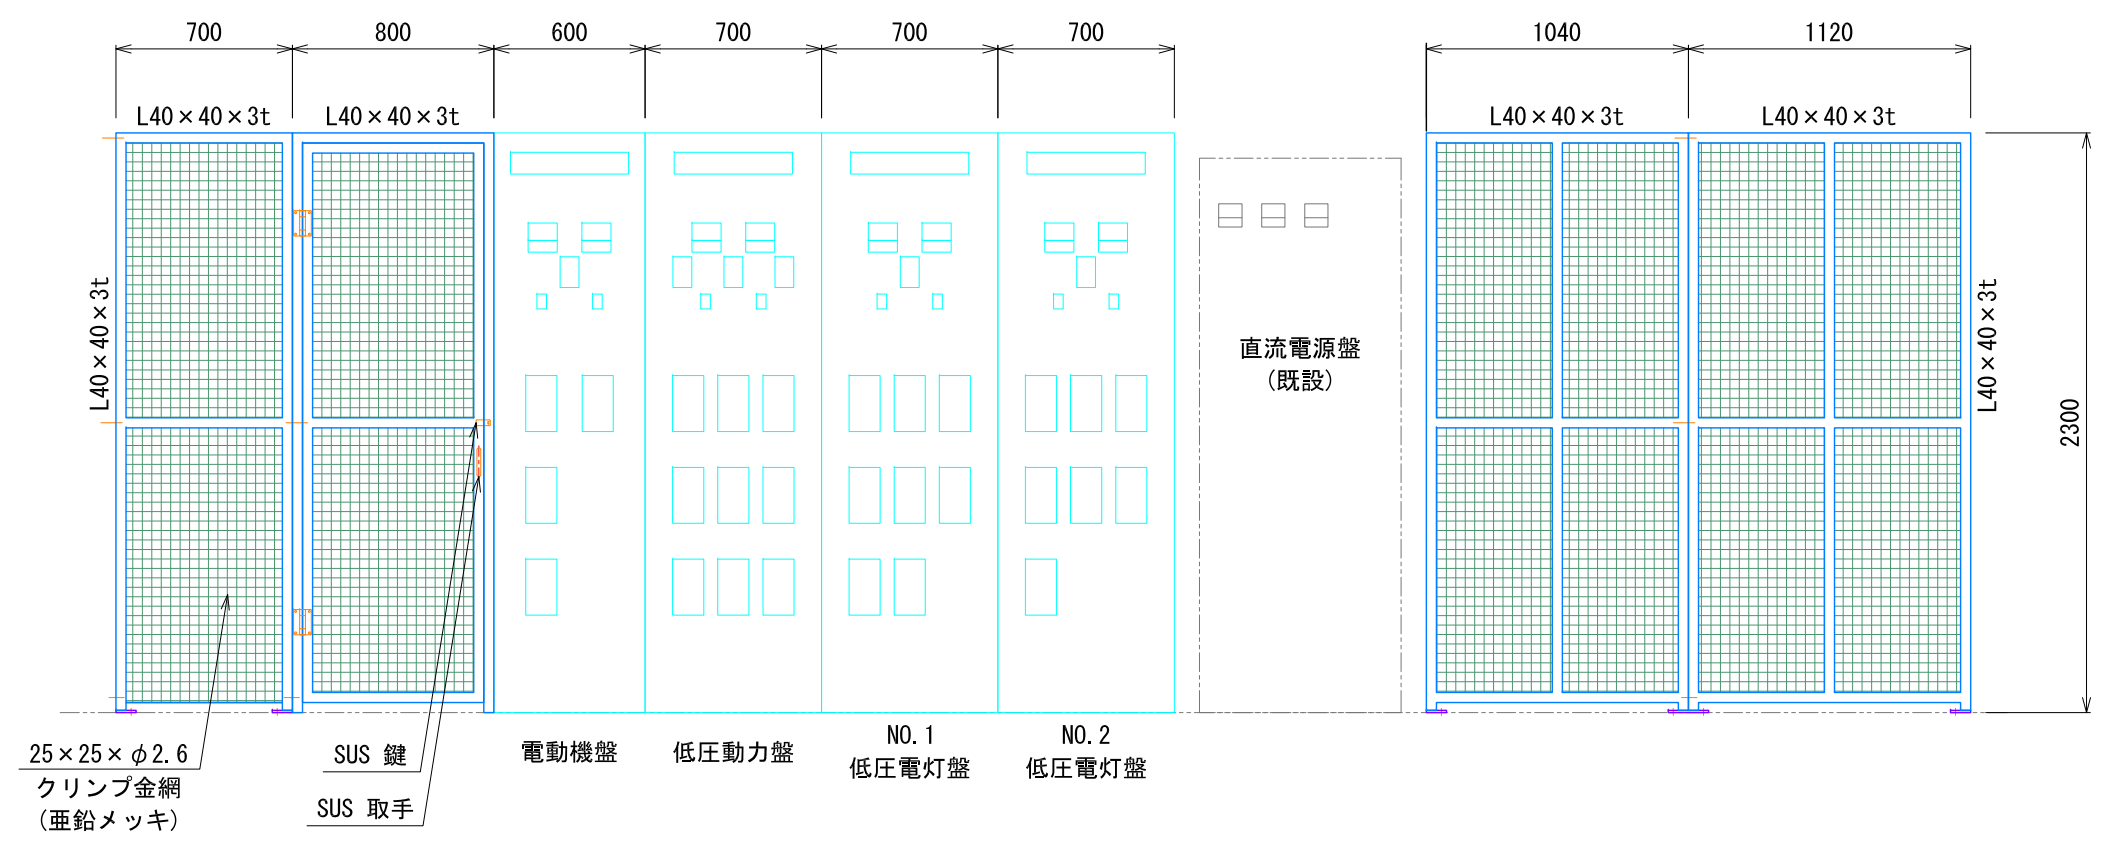 700
800
600
700
700
700
1040
1120
L40×40×3t
L40×40×3t
L40×40×3t
L40×40×3t
L40×40×3t
L40×40×3t
2300
直流電源盤
(既設)
25×25×φ2.6
クリンプ金網
(亜鉛メッキ)
SUS 鍵
SUS 取手
電動機盤
低圧動力盤
NO.1
低圧電灯盤
NO.2
低圧電灯盤